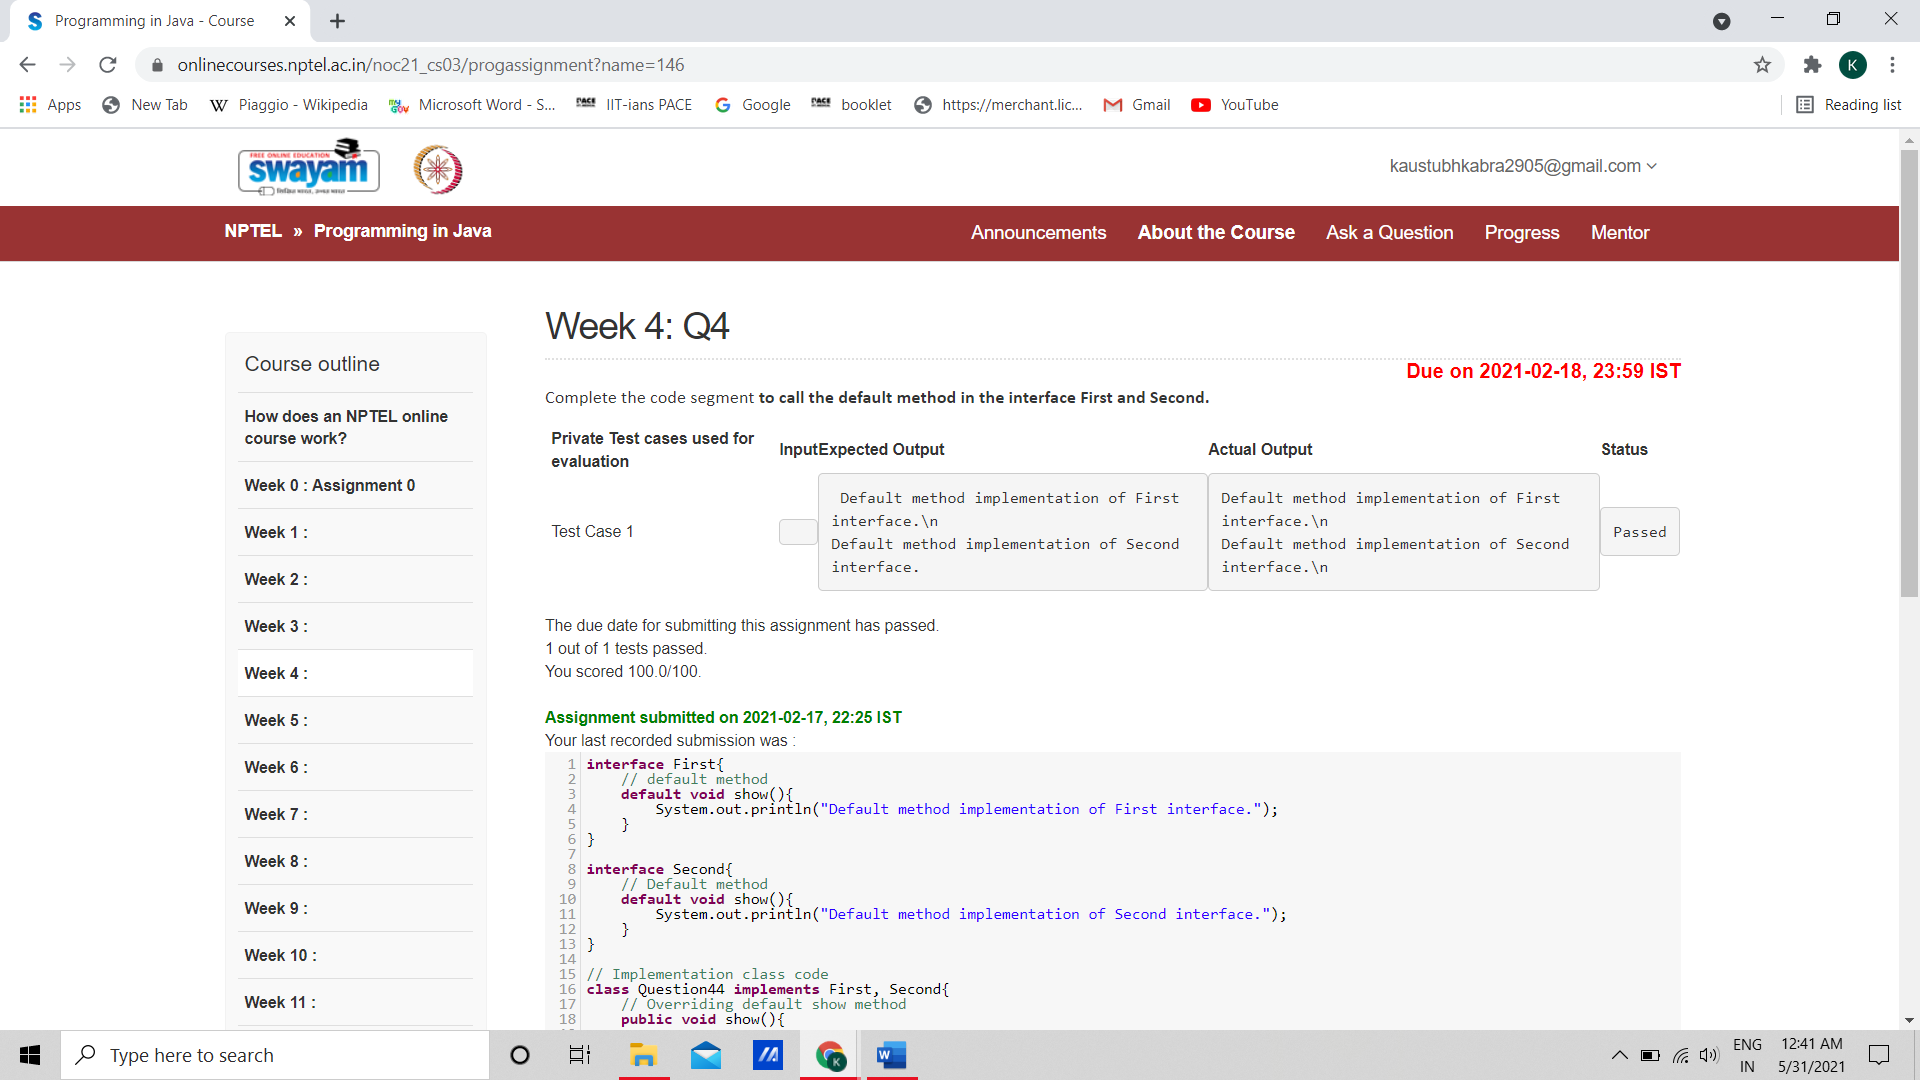 Programming in Java - Course
onlinecourses.nptel.ac.in/noc21_cs03/progassignment?name=146
K
Apps New Tab Piaggio - Wikipedia Microsoft Word - S... IIT-ians PACE Google booklet https://merchant.lic... Gmail YouTube Reading list
FREE ONLINE EDUCATION
swayam
kaustubhkabra2905@gmail.com
NPTEL » Programming in Java
Announcements About the Course Ask a Question Progress Mentor
Course outline
How does an NPTEL online
course work?
Week 0 : Assignment 0
Week 1 :
Week 2 :
Week 3 :
Week 4 :
Week 5 :
Week 6 :
Week 7 :
Week 8 :
Week 9 :
Week 10 :
Week 11 :
Week 4: Q4
Due on 2021-02-18, 23:59 IST
Complete the code segment to call the default method in the interface First and Second.
Private Test cases used for
evaluation
Input Expected Output Actual Output Status
Test Case 1
Default method implementation of First
interface.\n
Default method implementation of Second
interface.
Default method implementation of First
interface.\n
Default method implementation of Second
interface.\n
Passed
The due date for submitting this assignment has passed.
1 out of 1 tests passed.
You scored 100.0/100.
Assignment submitted on 2021-02-17, 22:25 IST
Your last recorded submission was :
1 interface First{
2 // default method
3 default void show(){
4 System.out.println("Default method implementation of First interface.");
5 }
6 }
7
8 interface Second{
9 // Default method
10 default void show(){
11 System.out.println("Default method implementation of Second interface.");
12 }
13 }
14
15 // Implementation class code
16 class Question44 implements First, Second{
17 // Overriding default show method
18 public void show(){
Type here to search
ENG
IN
12:41 AM
5/31/2021